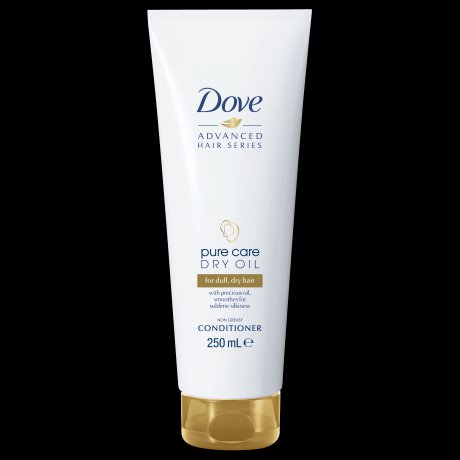 Dove
ADVANCED
HAIR SERIES
pure care
DRY OIL
for dull, dry hair
with precious oil,
smoothes for
sublime silkiness
NON GREASY
CONDITIONER
250 mL ℮